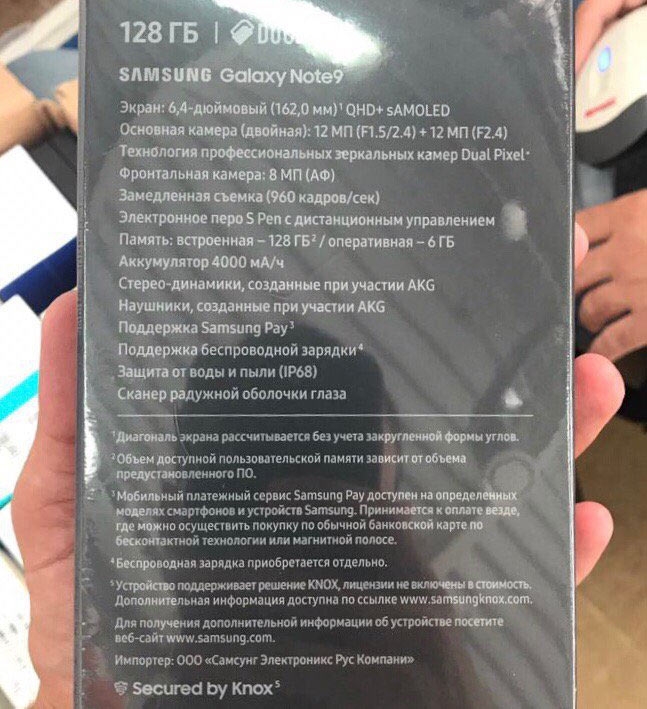 128 ГБ |
SAMSUNG Galaxy Note9
Экран: 6,4-дюймовый (162,0 мм)¹ QHD+ sAMOLED
Основная камера (двойная): 12 МП (F1.5/2.4) + 12 МП (F2.4)
Технология профессиональных зеркальных камер Dual Pixel
Фронтальная камера: 8 МП (АФ)
Замедленная съемка (960 кадров/сек)
Электронное перо S Pen с дистанционным управлением
Память: встроенная – 128 ГБ² / оперативная – 6 ГБ
Аккумулятор 4000 мА/ч
Стерео-динамики, созданные при участии AKG
Наушники, созданные при участии AKG
Поддержка Samsung Pay³
Поддержка беспроводной зарядки⁴
Защита от воды и пыли (IP68)
Сканер радужной оболочки глаза
¹Диагональ экрана рассчитывается без учета закругленной формы углов.
²Объем доступной пользовательской памяти зависит от объема
предустановленного ПО.
³Мобильный платежный сервис Samsung Pay доступен на определенных
моделях смартфонов и устройств Samsung. Принимается к оплате везде,
где можно осуществить покупку по обычной банковской карте по
бесконтактной технологии или магнитной полосе.
⁴Беспроводная зарядка приобретается отдельно.
⁵Устройство поддерживает решение KNOX, лицензии не включены в стоимость.
Дополнительная информация доступна по ссылке www.samsungknox.com.
Для получения дополнительной информации об устройстве посетите
веб-сайт www.samsung.com.
Импортер: ООО «Самсунг Электроникс Рус Компани»
Secured by Knox⁵